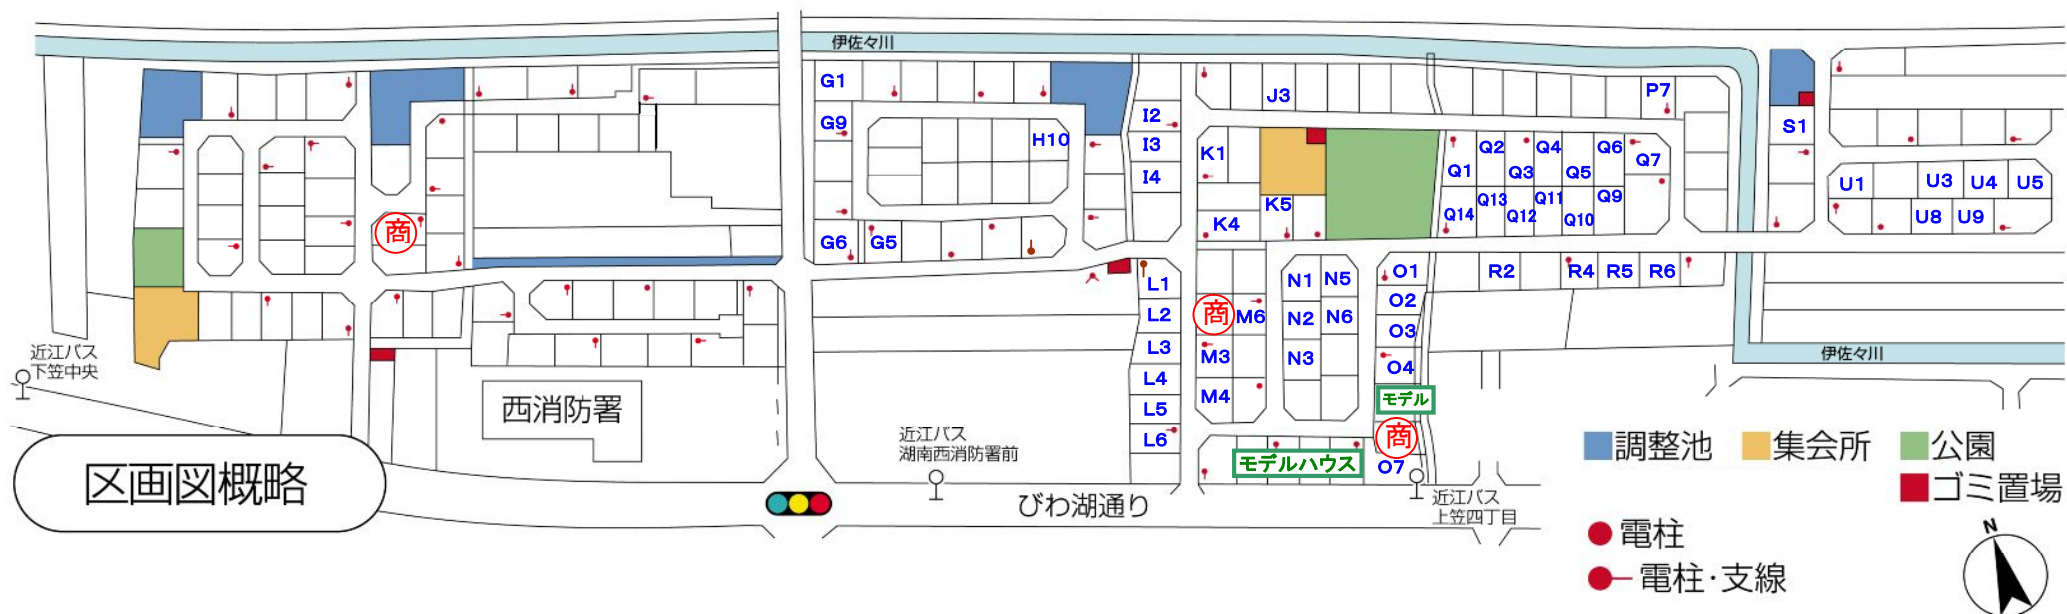 伊佐々川
G1
P7
J3
I2
S1
G9
H10
I3
Q2
Q4
Q6
K1
Q7
I4
Q1
Q3
Q5
U1
U3
U4
U5
K5
Q14
Q13
Q12
Q11
Q10
Q9
K4
U8
U9
商
G6
G5
O1
R2
R4
R5
R6
L1
N1
N5
O2
L2
商
M6
N2
N6
O3
L3
M3
N3
O4
伊佐々川
近江バス
下笠中央
L4
M4
モデル
西消防署
L5
近江バス
湖南西消防署前
L6
商
モデルハウス
O7
調整池
集会所
公園
ゴミ置場
区画図概略
びわ湖通り
近江バス
上笠四丁目
電柱
電柱・支線
N